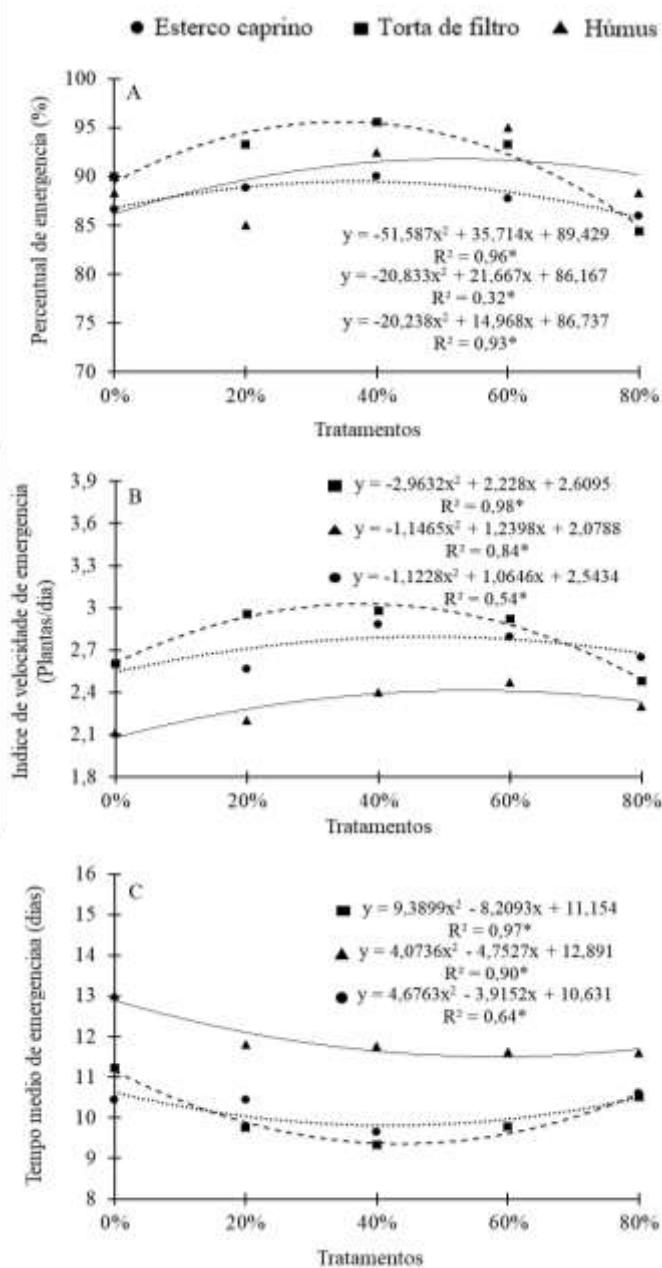 Esterco caprino Torta de filtro Húmus
A
Percentual de emergencia (%)
100
95
90
85
80
75
70
y = -51,587x² + 35,714x + 89,429
R² = 0,96*
y = -20,833x² + 21,667x + 86,167
R² = 0,32*
y = -20,238x² + 14,968x + 86,737
R² = 0,93*
0% 20% 40% 60% 80%
Tratamentos
B
Indice de velocidade de emergencia
(Plantas/dia)
3,9
3,6
3,3
3
2,7
2,4
2,1
1,8
y = -2,9632x² + 2,228x + 2,6095
R² = 0,98*
y = -1,1465x² + 1,2398x + 2,0788
R² = 0,84*
y = -1,1228x² + 1,0646x + 2,5434
R² = 0,54*
0% 20% 40% 60% 80%
Tratamentos
C
Tempo medio de emergenciaa (dias)
16
15
14
13
12
11
10
9
8
y = 9,3899x² - 8,2093x + 11,154
R² = 0,97*
y = 4,0736x² - 4,7527x + 12,891
R² = 0,90*
y = 4,6763x² - 3,9152x + 10,631
R² = 0,64*
0% 20% 40% 60% 80%
Tratamentos